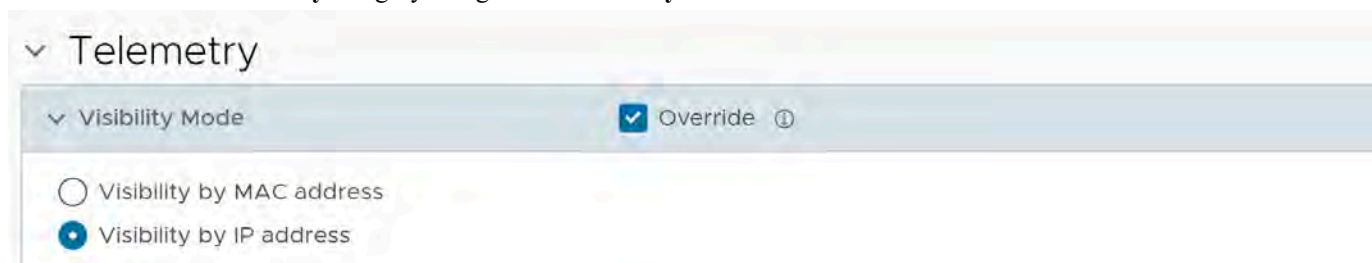 Telemetry
Visibility Mode
Override
Visibility by MAC address
Visibility by IP address